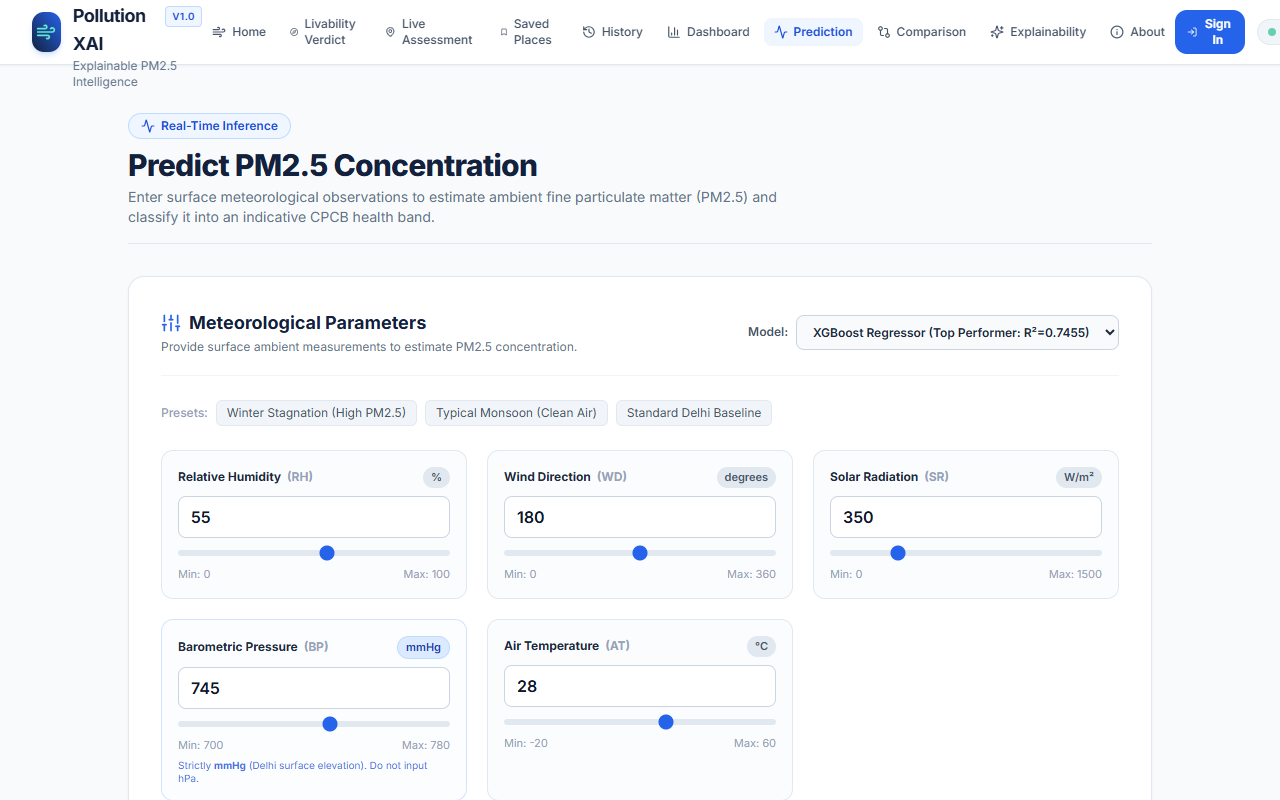 Pollution
XAI
V1.0
Explainable PM2.5
Intelligence
Home
Livability
Verdict
Live
Assessment
Saved
Places
History
Dashboard
Prediction
Comparison
Explainability
About
Sign
In
Real-Time Inference
Predict PM2.5 Concentration
Enter surface meteorological observations to estimate ambient fine particulate matter (PM2.5) and
classify it into an indicative CPCB health band.
Meteorological Parameters
Provide surface ambient measurements to estimate PM2.5 concentration.
Model:
XGBoost Regressor (Top Performer: R²=0.7455)
Presets:
Winter Stagnation (High PM2.5)
Typical Monsoon (Clean Air)
Standard Delhi Baseline
Relative Humidity (RH)
%
55
Min: 0
Max: 100
Wind Direction (WD)
degrees
180
Min: 0
Max: 360
Solar Radiation (SR)
W/m²
350
Min: 0
Max: 1500
Barometric Pressure (BP)
mmHg
745
Min: 700
Max: 780
Strictly mmHg (Delhi surface elevation). Do not input
hPa.
Air Temperature (AT)
°C
28
Min: -20
Max: 60